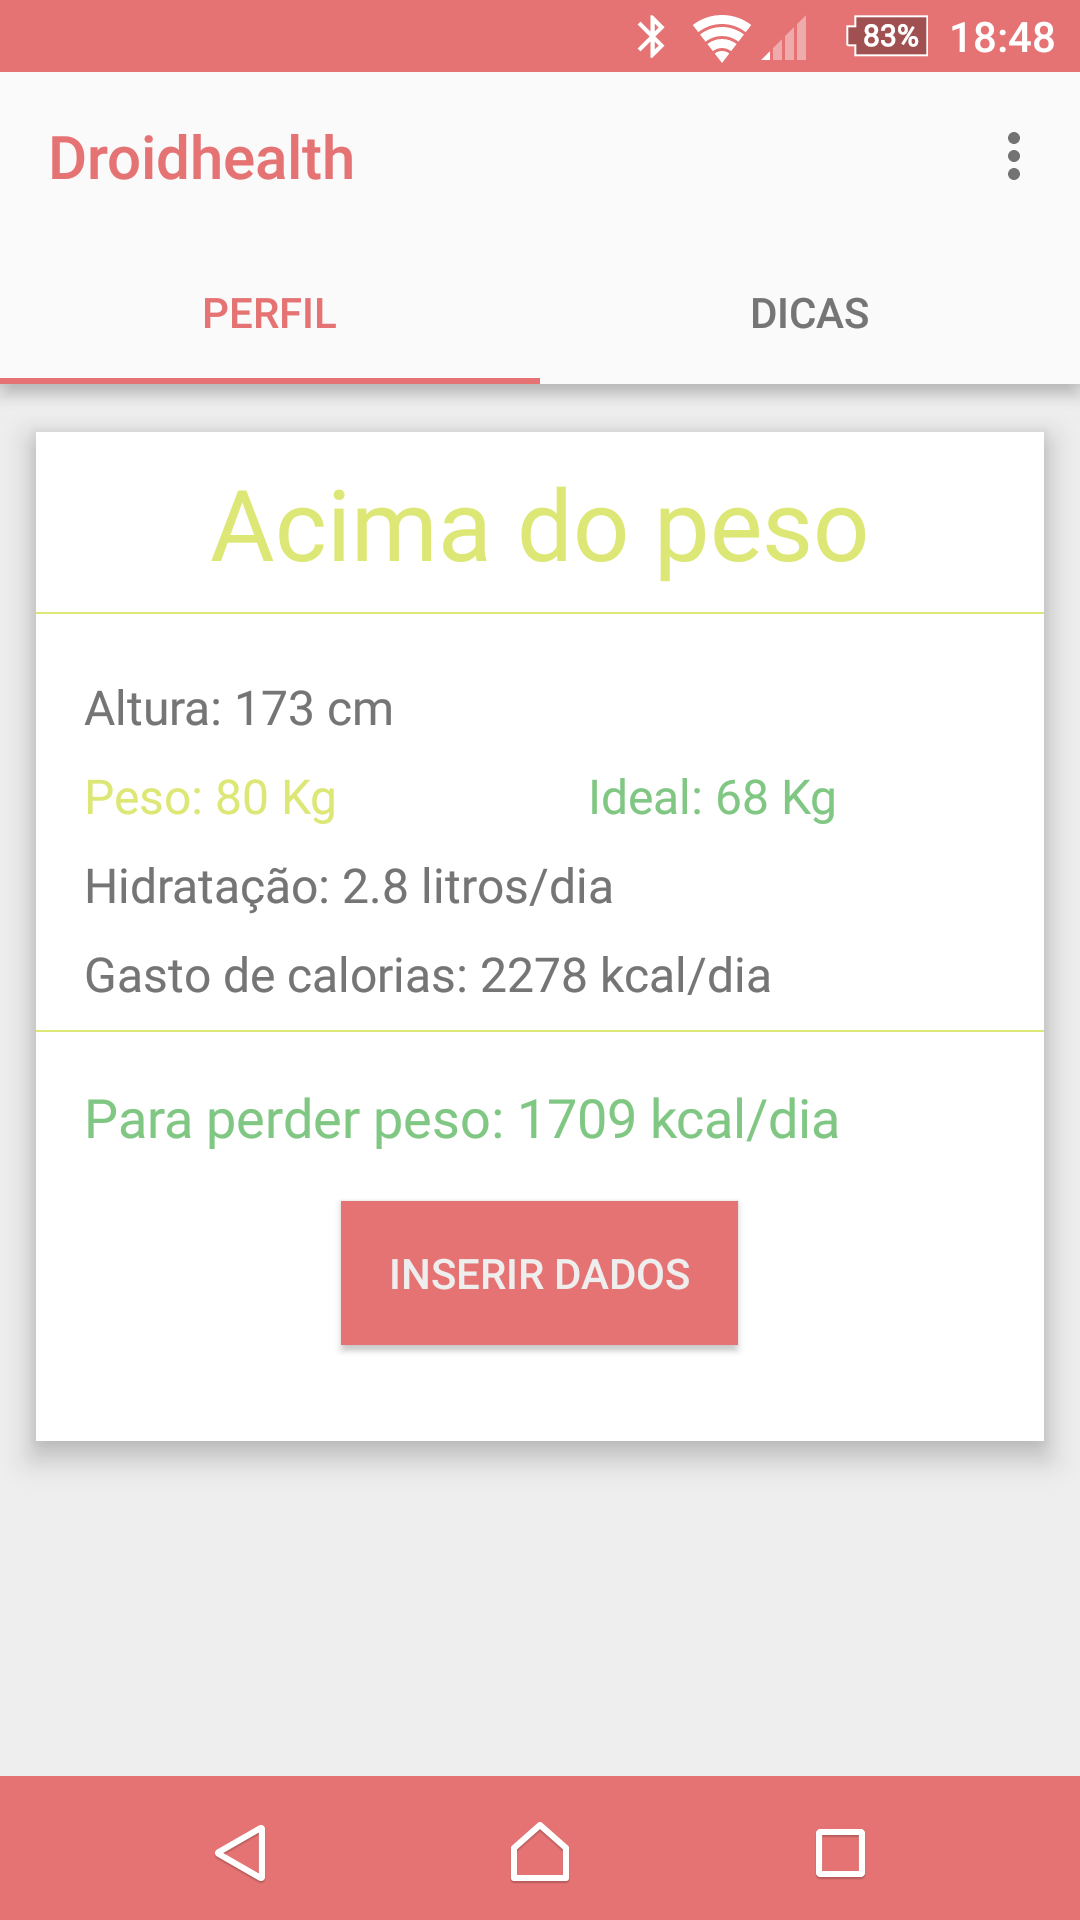 83% 18:48
Droidhealth
PERFIL DICAS
Acima do peso
Altura: 173 cm
Peso: 80 Kg Ideal: 68 Kg
Hidratação: 2.8 litros/dia
Gasto de calorias: 2278 kcal/dia
Para perder peso: 1709 kcal/dia
INSERIR DADOS